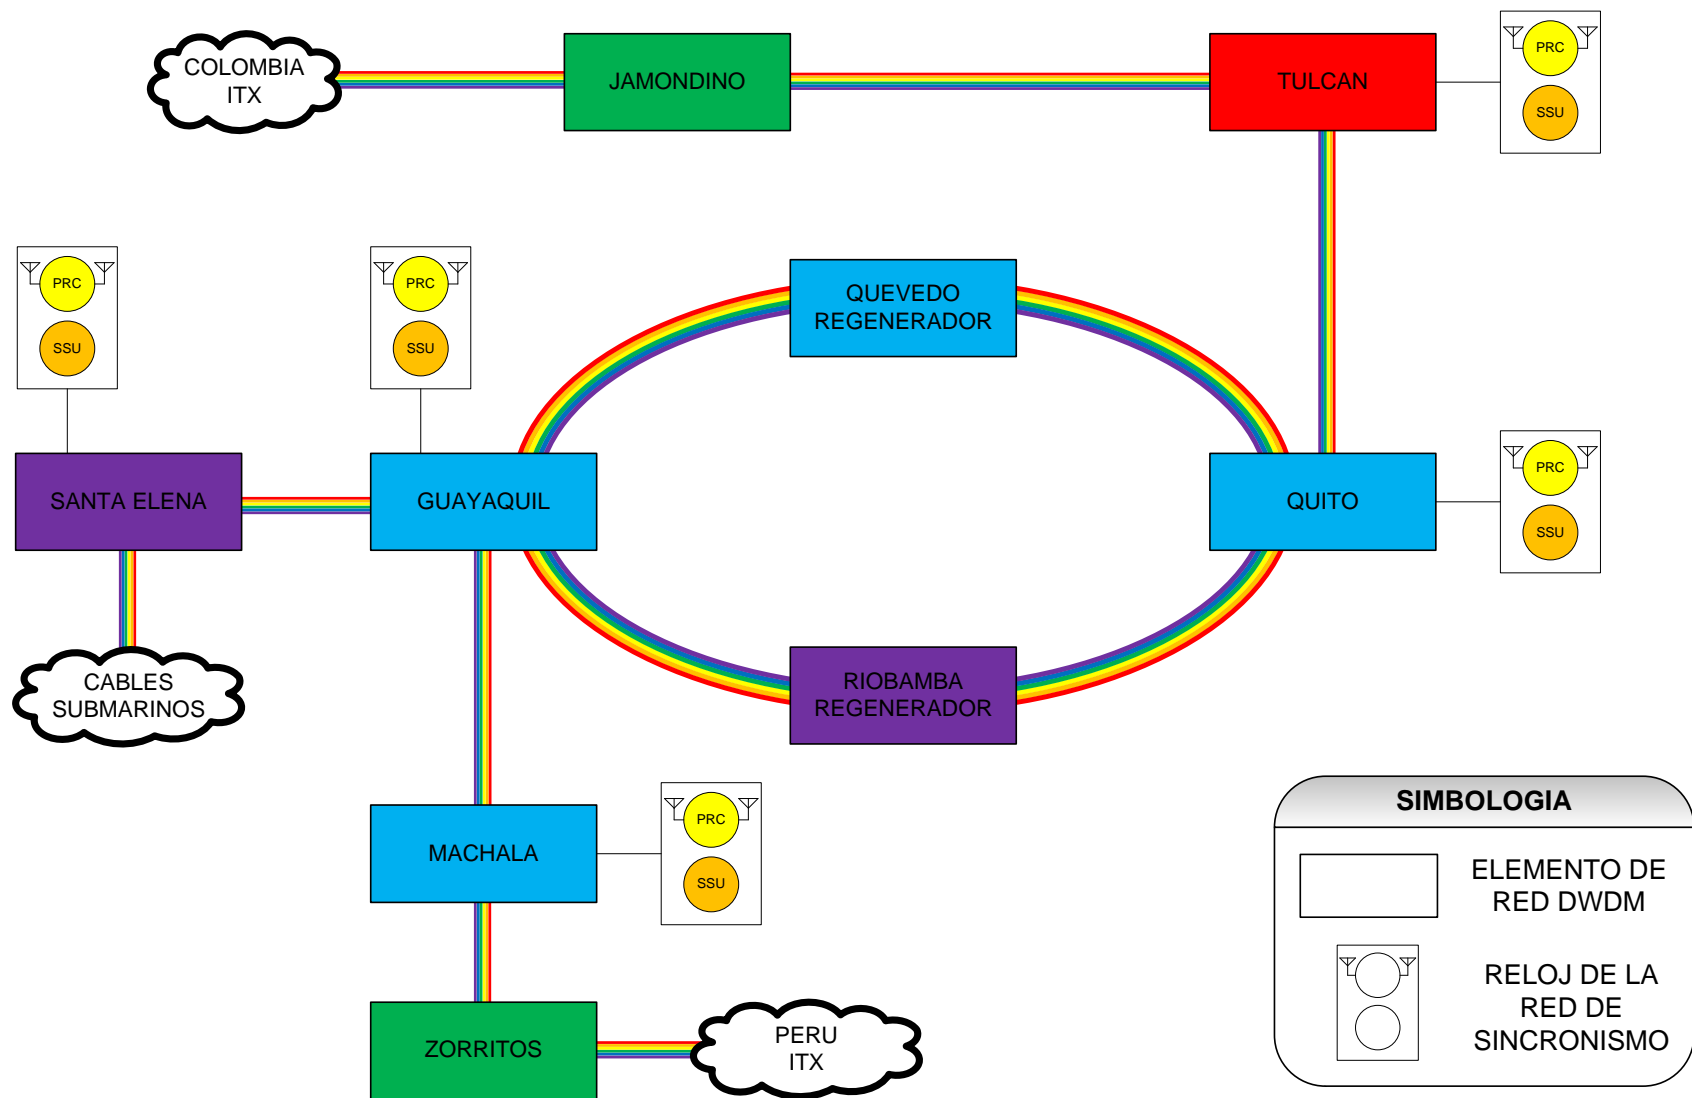 COLOMBIA
ITX
JAMONDINO
TULCAN
PRC
SSU
PRC
SSU
PRC
SSU
QUEVEDO
REGENERADOR
SANTA ELENA
GUAYAQUIL
QUITO
PRC
SSU
CABLES
SUBMARINOS
RIOBAMBA
REGENERADOR
MACHALA
PRC
SSU
ZORRITOS
PERU
ITX
SIMBOLOGIA
ELEMENTO DE
RED DWDM
RELOJ DE LA
RED DE
SINCRONISMO